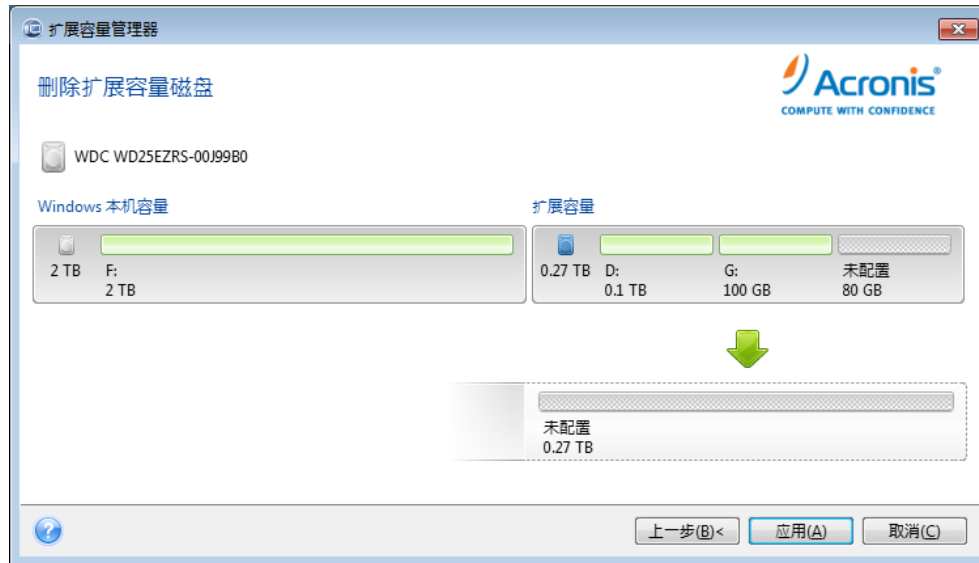 扩展容量管理器
删除扩展容量磁盘
Acronis®
COMPUTE WITH CONFIDENCE
WDC WD25EZRS-00J99B0
Windows 本机容量
扩展容量
2 TB
F:
2 TB
0.27 TB
D:
0.1 TB
G:
100 GB
未配置
80 GB
未配置
0.27 TB
?
上一步(B)<
应用(A)
取消(C)